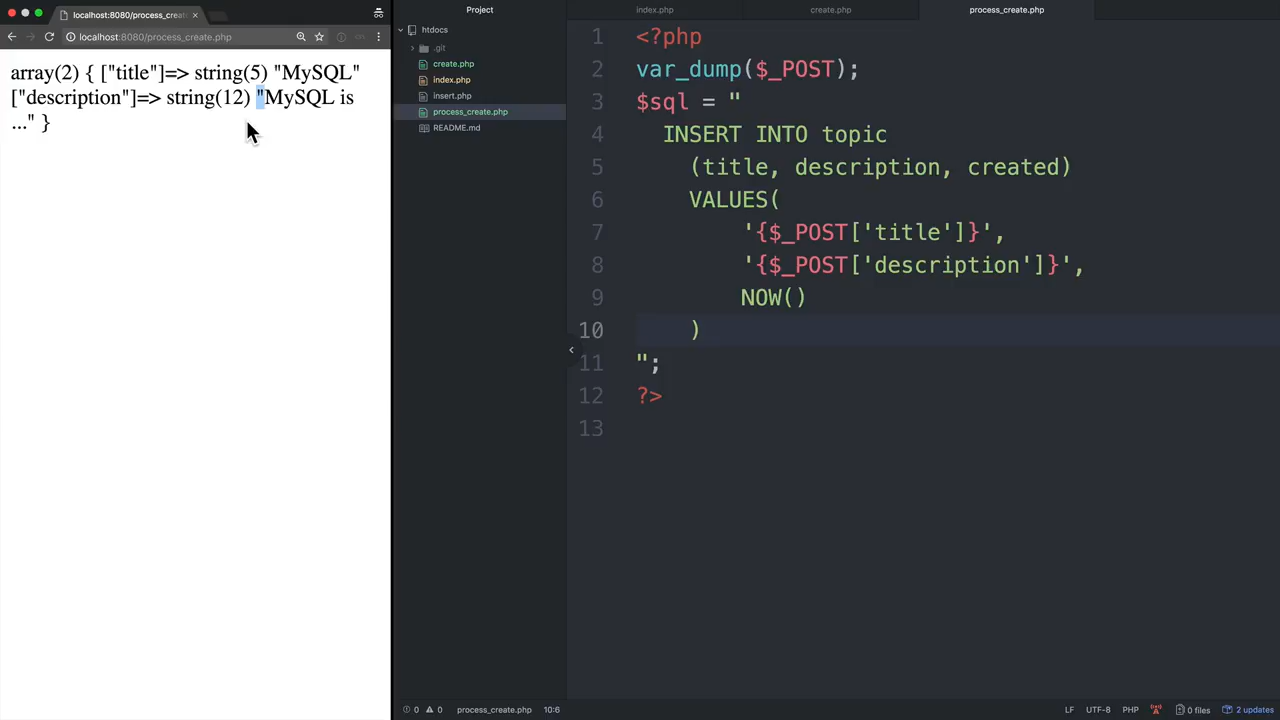 localhost:8080/process_creat
localhost:8080/process_create.php
array(2) { ["title"]=> string(5) "MySQL"
["description"]=> string(12) "MySQL is
..." }
Project
htdocs
.git
create.php
index.php
insert.php
process_create.php
README.md
index.php
create.php
process_create.php
1 <?php
2 var_dump($_POST);
3 $sql = "
4 INSERT INTO topic
5 (title, description, created)
6 VALUES(
7 '{$_POST['title']}',
8 '{$_POST['description']}',
9 NOW()
10 )
11 ";
12 ?>
13
0 0 process_create.php 10:6
LF UTF-8 PHP 0 files 2 updates